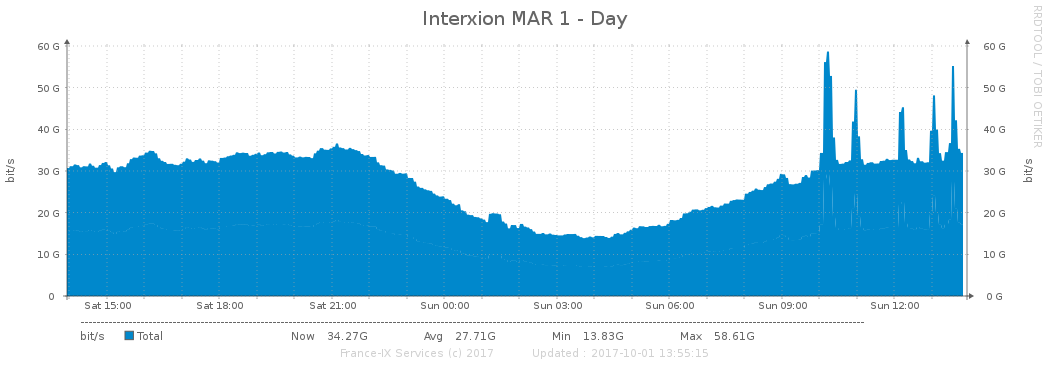 Interxion MAR 1 - Day
RRDTOOL / TOBI OETIKER
60 G 60 G
50 G 50 G
40 G 40 G
30 G 30 G
20 G 20 G
10 G 10 G
0 0 G
bit/s
bit/s
Sat 15:00 Sat 18:00 Sat 21:00 Sun 00:00 Sun 03:00 Sun 06:00 Sun 09:00 Sun 12:00
bit/s Total Now 34.27G Avg 27.71G Min 13.83G Max 58.61G
France-IX Services (c) 2017 Updated : 2017-10-01 13:55:15